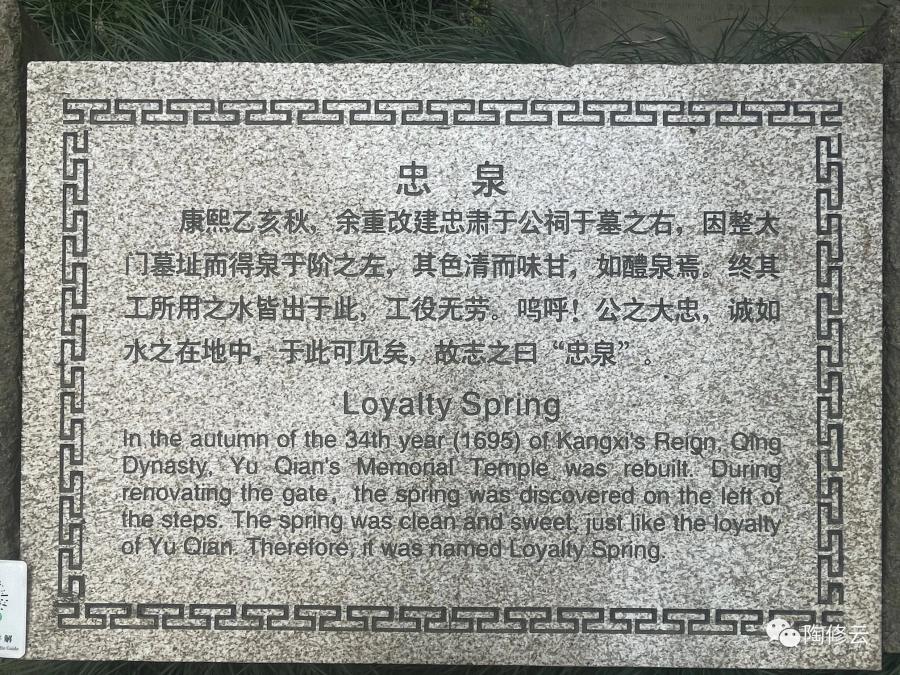 忠 泉
康熙乙亥秋，余重改建忠肃于公祠于墓之右，因整大
门墓址而得泉于阶之左，其色清而味甘，如醴泉焉。终其
工所用之水皆出于此，工役无劳。呜呼！公之大忠，诚如
水之在地中，于此可见矣，故志之曰“忠泉”。
Loyalty Spring
In the autumn of the 34th year (1695) of Kangxi's Reign, Qing
Dynasty, Yu Qian's Memorial Temple was rebuilt. During
renovating the gate, the spring was discovered on the left of
the steps. The spring was clean and sweet, just like the loyalty
of Yu Qian. Therefore, it was named Loyalty Spring.
解
陶修云